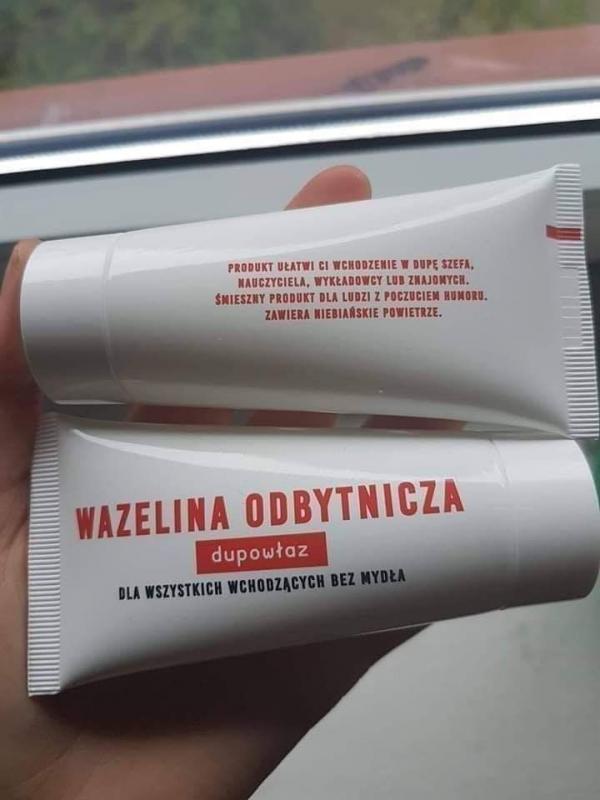 PRODUKT UŁATWI CI WCHODZENIE W DUPĘ SZEFA,
NAUCZYCIELA, WYKŁADOWCY LUB ZNAJOMYCH.
ŚMIESZNY PRODUKT DLA LUDZI Z POCZUCIEM HUMORU.
ZAWIERA NIEBIAŃSKIE POWIETRZE.
WAZELINA ODBYTNICZA
dupowłaz
DLA WSZYSTKICH WCHODZĄCYCH BEZ MYDŁA